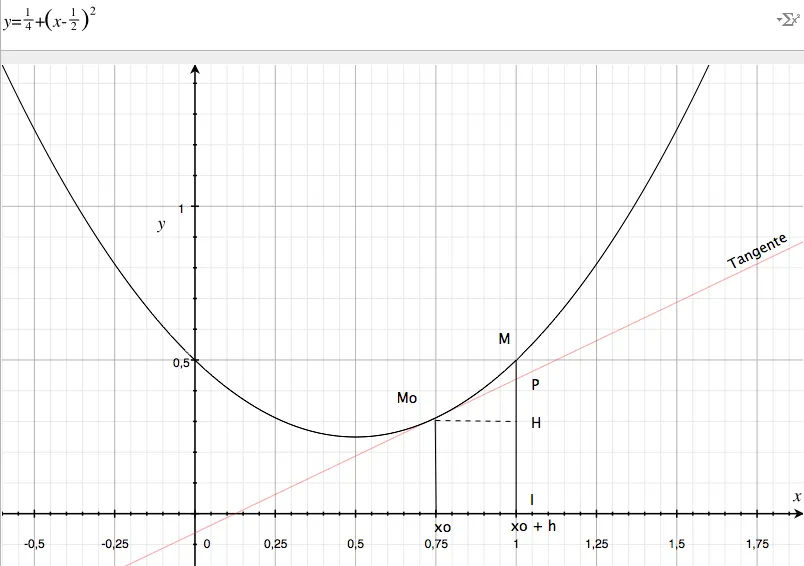 y=1/4+(x-1/2)²
Σx²
1
y
Tangente
0,5
M
P
Mo
H
I
x
xo
xo + h
-0,5 -0,25 0 0,25 0,5 0,75 1 1,25 1,5 1,75